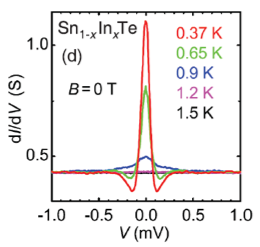 Sn1-xInxTe
(d)
B = 0 T
0.37 K
0.65 K
0.9 K
1.2 K
1.5 K
dI/dV (S)
1.0
0.5
-1.0 -0.5 0.0 0.5 1.0
V (mV)